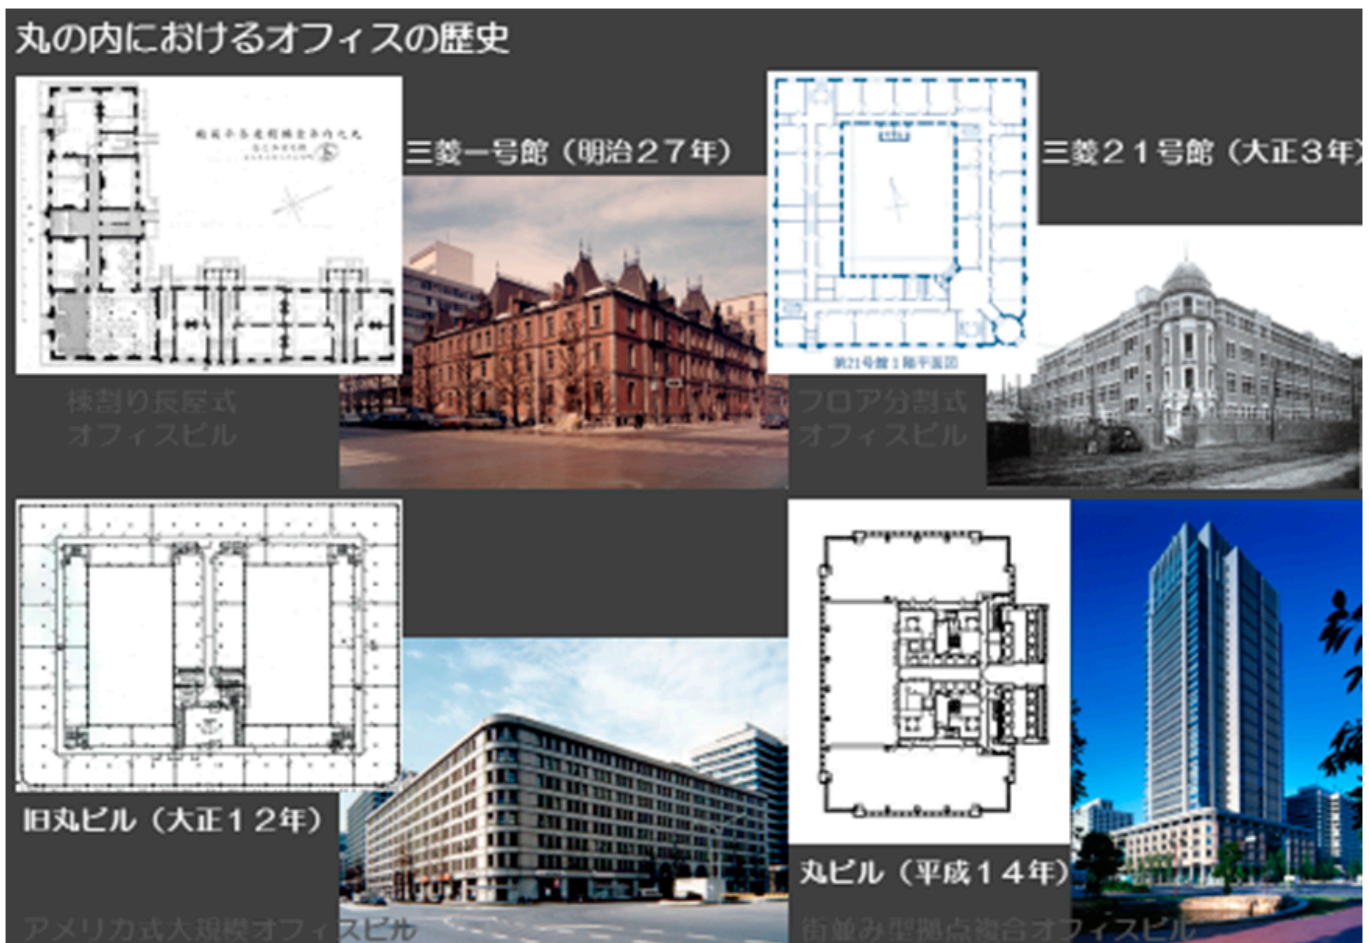 丸の内におけるオフィスの歴史
三菱一号館（明治２７年）
三菱２１号館（大正３年）
第21号館１階平面図
棟割り長屋式
オフィスビル
フロア分割式
オフィスビル
旧丸ビル（大正１２年）
丸ビル（平成１４年）
アメリカ式大規模オフィスビル
街並み型拠点複合オフィスビル